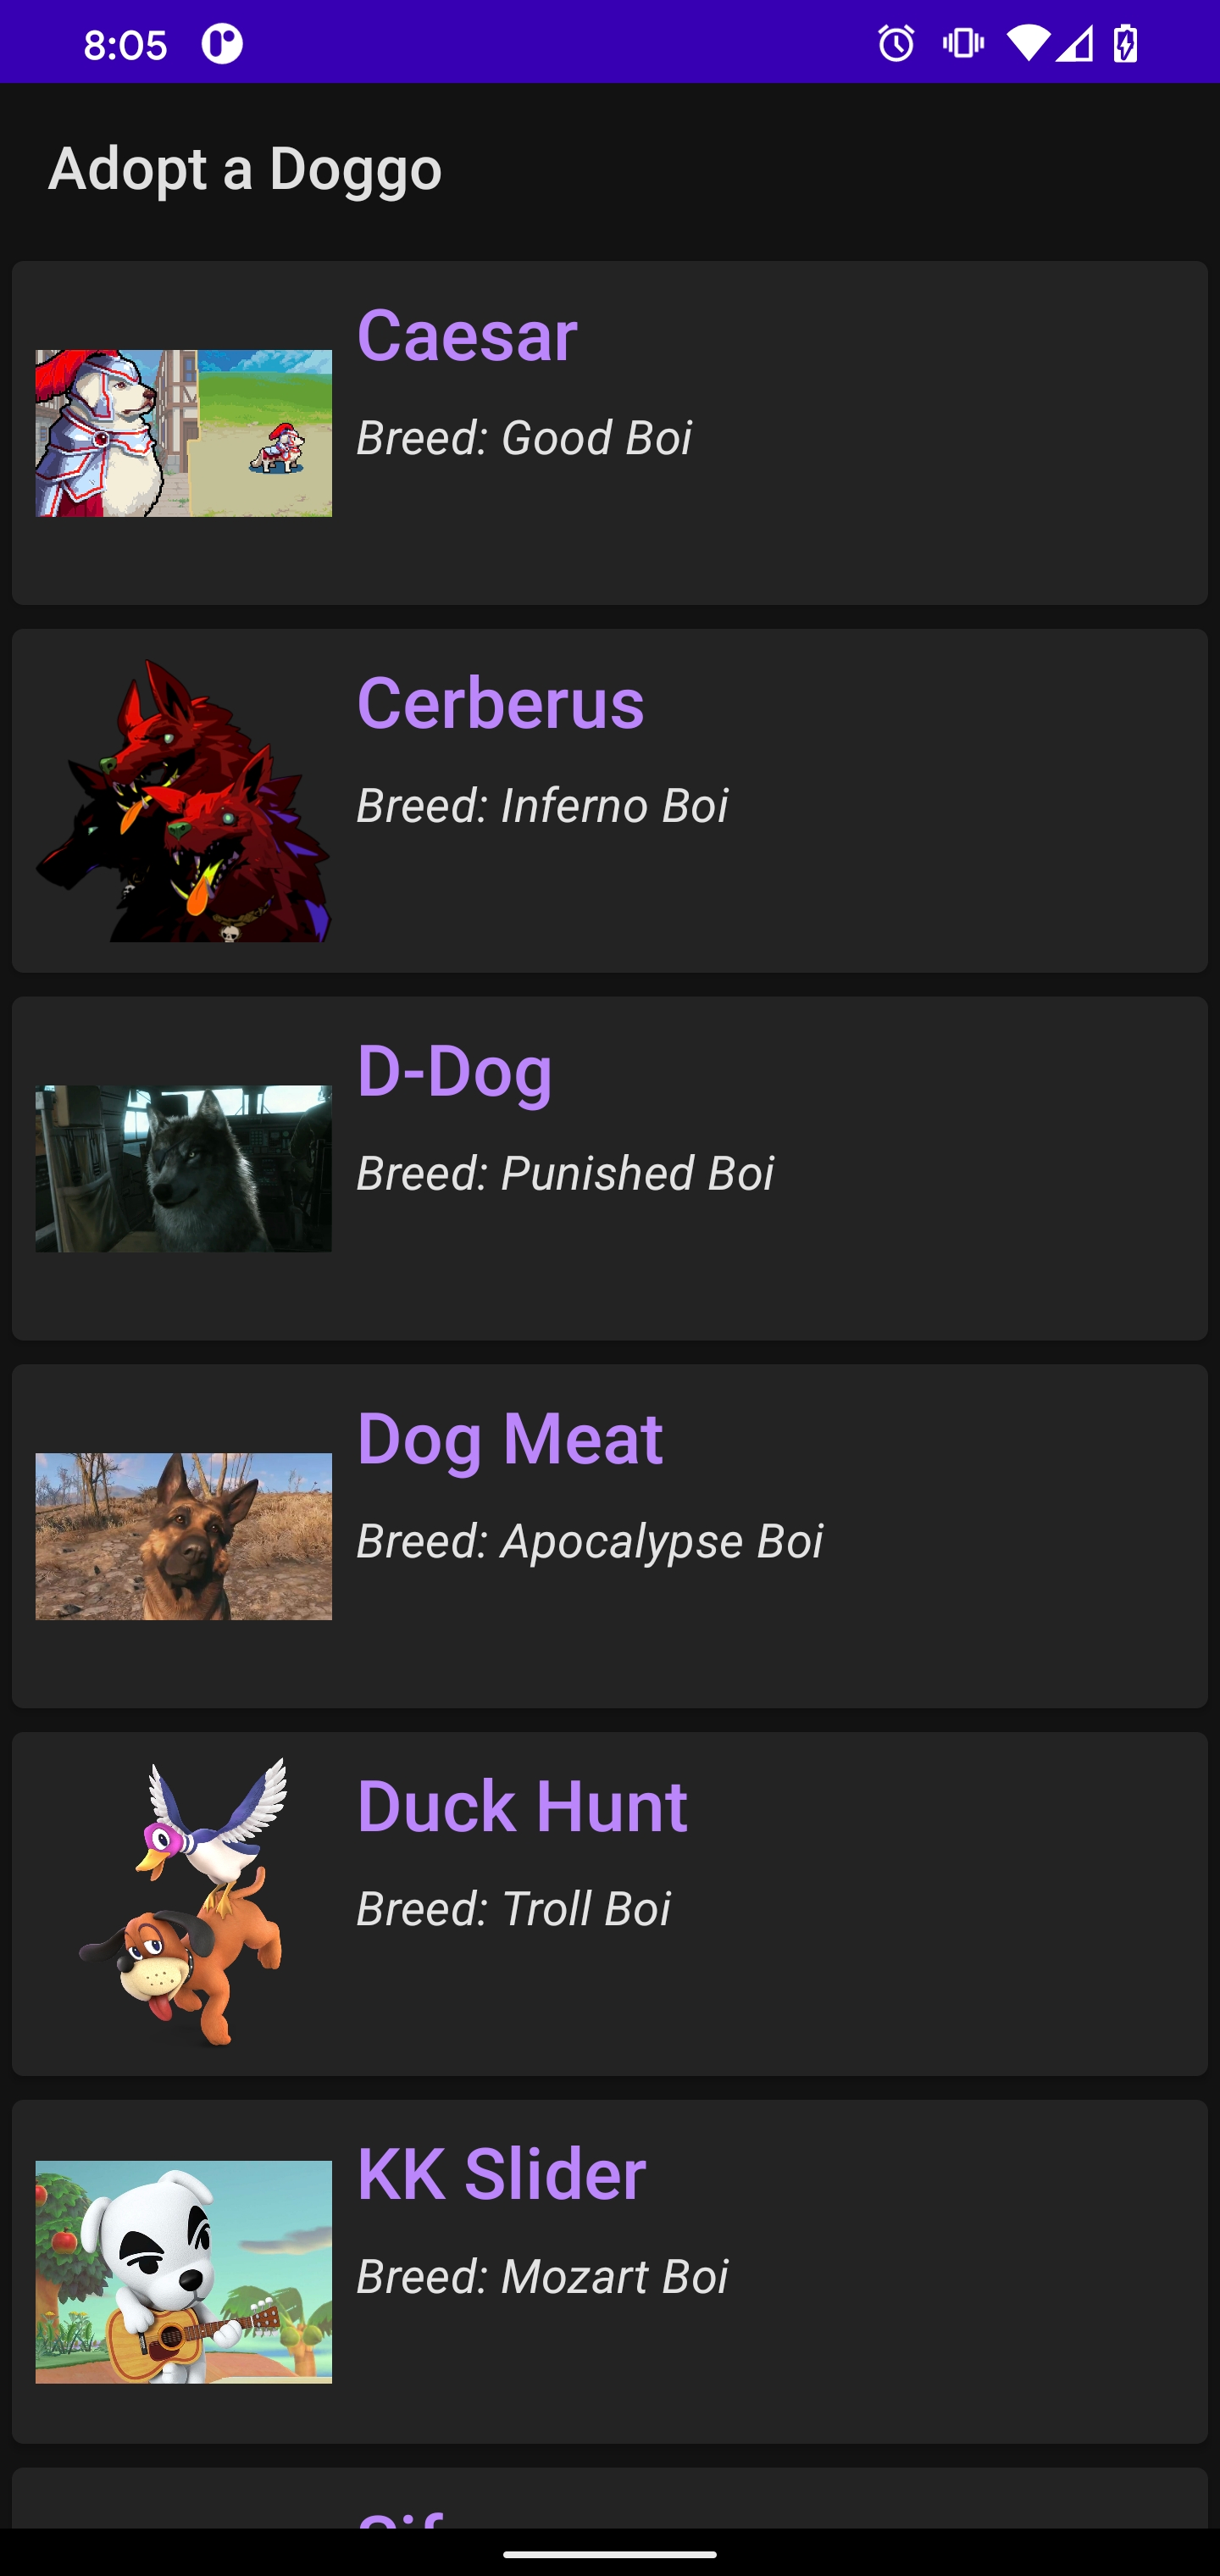 8:05
Adopt a Doggo
Caesar
Breed: Good Boi
Cerberus
Breed: Inferno Boi
D-Dog
Breed: Punished Boi
Dog Meat
Breed: Apocalypse Boi
Duck Hunt
Breed: Troll Boi
KK Slider
Breed: Mozart Boi
Sif